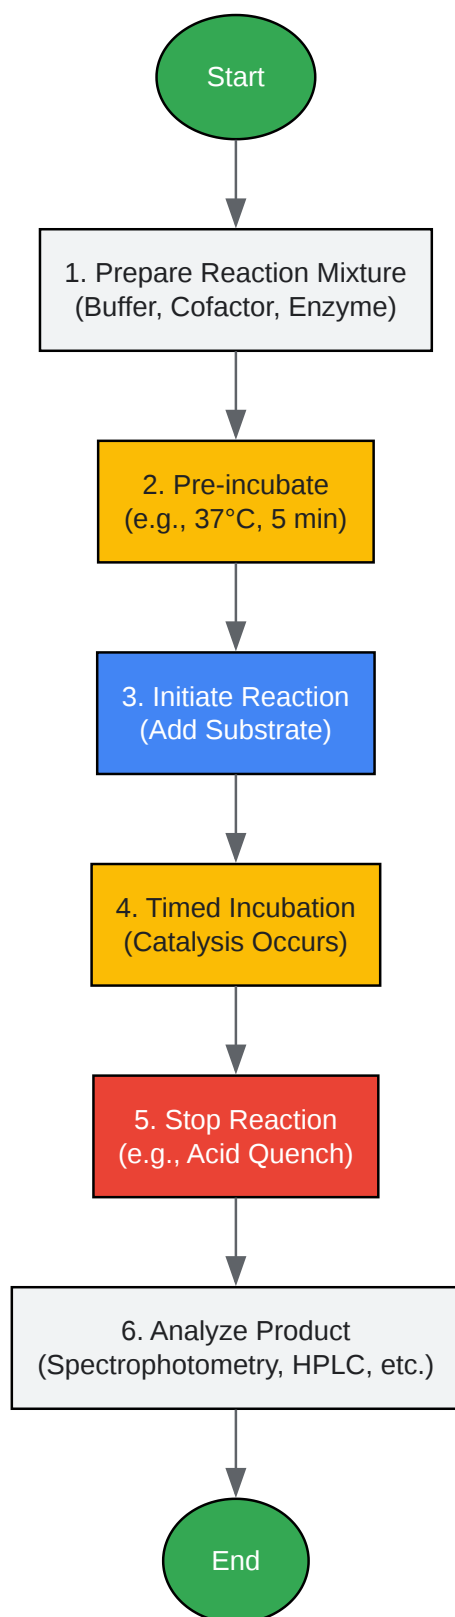 Start
1. Prepare Reaction Mixture
(Buffer, Cofactor, Enzyme)
2. Pre-incubate
(e.g., 37°C, 5 min)
3. Initiate Reaction
(Add Substrate)
4. Timed Incubation
(Catalysis Occurs)
5. Stop Reaction
(e.g., Acid Quench)
6. Analyze Product
(Spectrophotometry, HPLC, etc.)
End